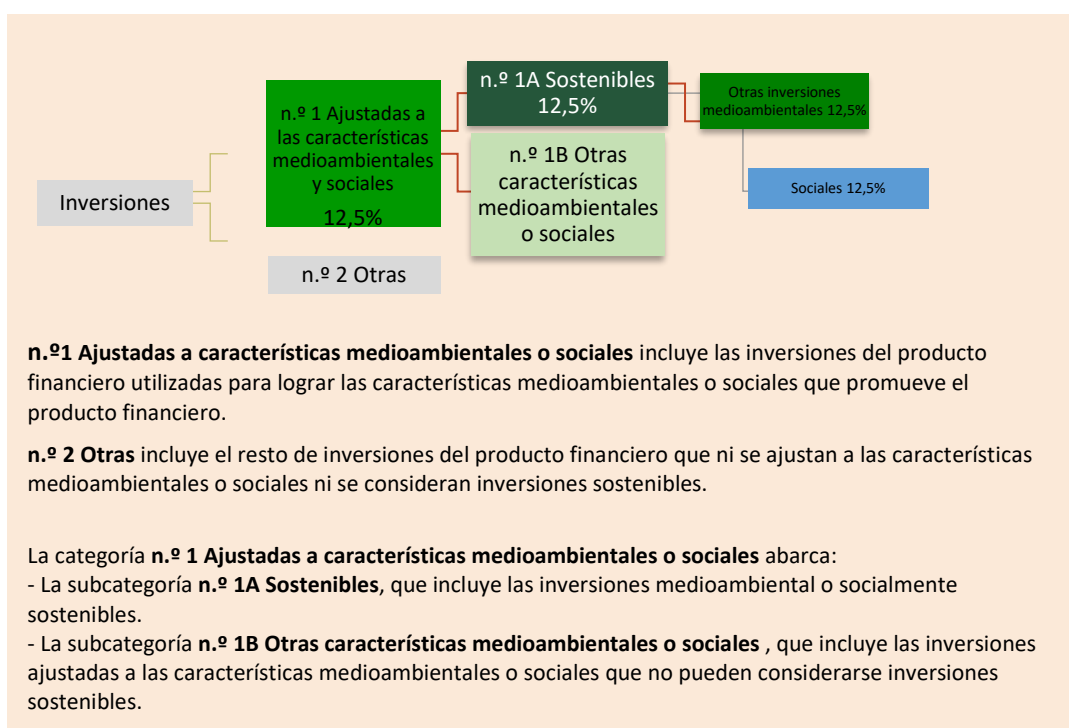 Inversiones
n.º 1 Ajustadas a
las características
medioambientales
y sociales
12,5%
n.º 2 Otras
n.º 1A Sostenibles
12,5%
n.º 1B Otras
características
medioambientales
o sociales
Otras inversiones
medioambientales 12,5%
Sociales 12,5%
n.º1 Ajustadas a características medioambientales o sociales incluye las inversiones del producto
financiero utilizadas para lograr las características medioambientales o sociales que promueve el
producto financiero.
n.º 2 Otras incluye el resto de inversiones del producto financiero que ni se ajustan a las características
medioambientales o sociales ni se consideran inversiones sostenibles.
La categoría n.º 1 Ajustadas a características medioambientales o sociales abarca:
- La subcategoría n.º 1A Sostenibles, que incluye las inversiones medioambiental o socialmente
sostenibles.
- La subcategoría n.º 1B Otras características medioambientales o sociales , que incluye las inversiones
ajustadas a las características medioambientales o sociales que no pueden considerarse inversiones
sostenibles.